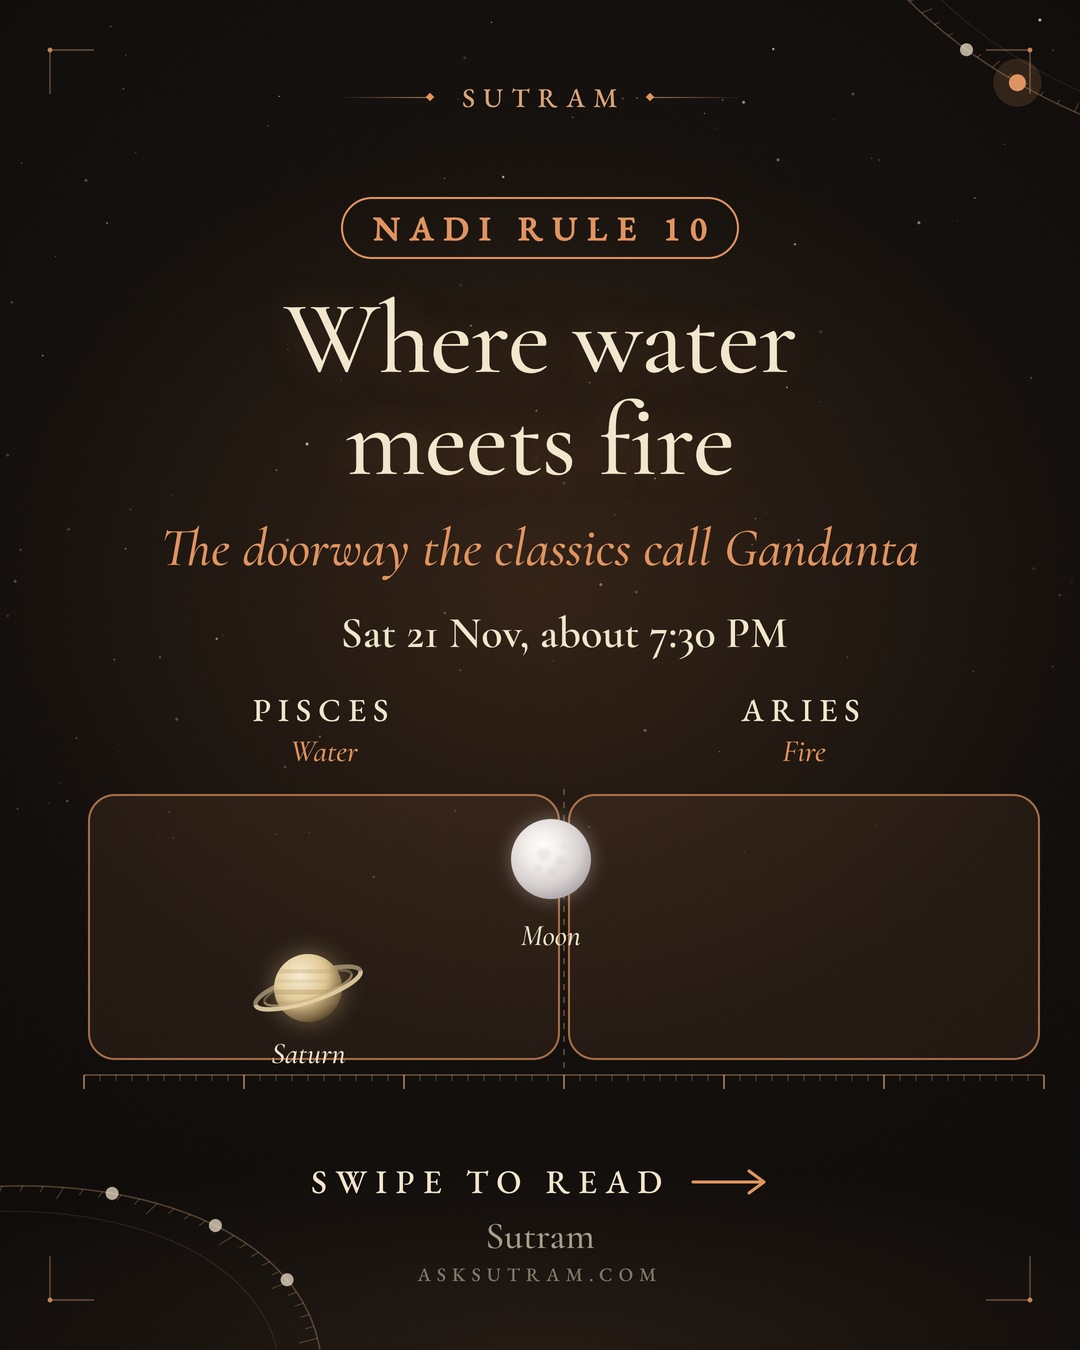 SUTRAM
NADI RULE 10
Where water
meets fire
The doorway the classics call Gandanta
Sat 21 Nov, about 7:30 PM
PISCES
Water
ARIES
Fire
Moon
Saturn
SWIPE TO READ
Sutram
ASKSUTRAM.COM